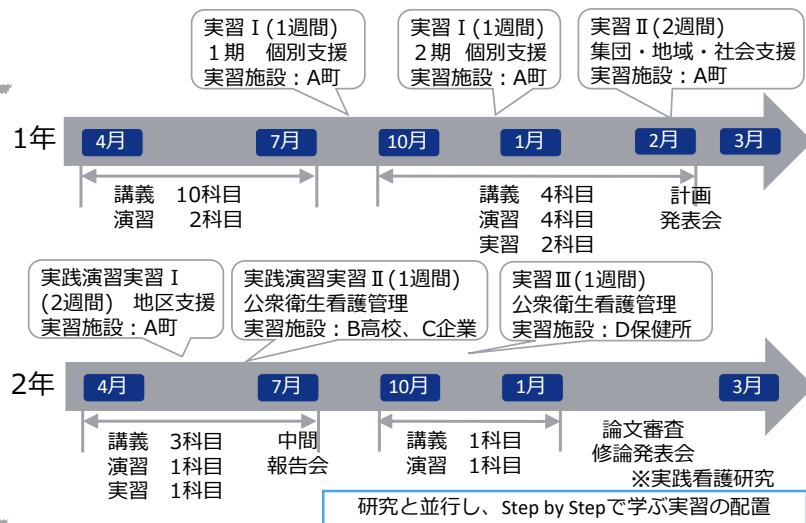 実習Ⅰ(1週間)
1期　個別支援
実習施設：A町
実習Ⅰ(1週間)
2期　個別支援
実習施設：A町
実習Ⅱ(2週間)
集団・地域・社会支援
実習施設：A町
1年
4月
7月
10月
1月
2月
3月
講義　10科目
演習　2科目
講義　4科目
演習　4科目
実習　2科目
計画
発表会
実践演習実習Ⅰ
(2週間)　地区支援
実習施設：A町
実践演習実習Ⅱ(1週間)
公衆衛生看護管理
実習施設：B高校、C企業
実習Ⅲ(1週間)
公衆衛生看護管理
実習施設：D保健所
2年
4月
7月
10月
1月
3月
講義　3科目
演習　1科目
実習　1科目
中間
報告会
講義　1科目
演習　1科目
論文審査
修論発表会
※実践看護研究
研究と並行し、Step by Stepで学ぶ実習の配置